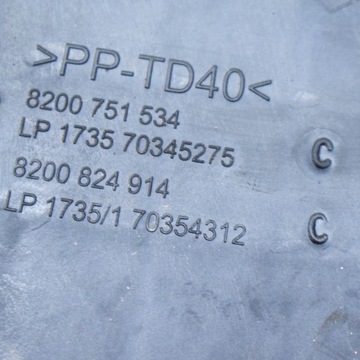 >PP-TD40<
8200 751 534
LP 1735 70345275 C
8200 824 914
LP 1735/1 70354312 C